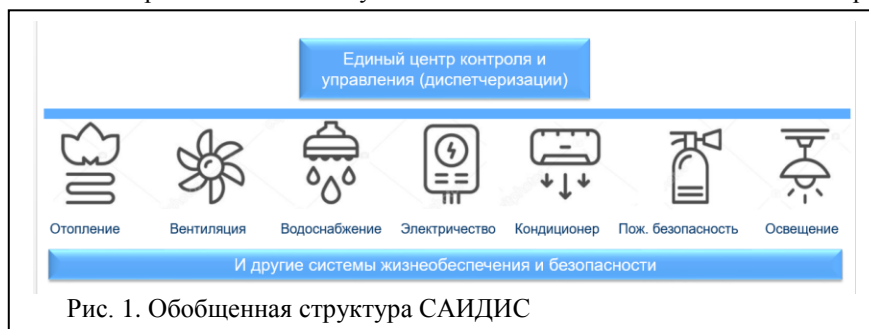 Единый центр контроля и
управления (диспетчеризации)
Отопление Вентиляция Водоснабжение Электричество Кондиционер Пож. безопасность Освещение
И другие системы жизнеобеспечения и безопасности
Рис. 1. Обобщенная структура САИДИС